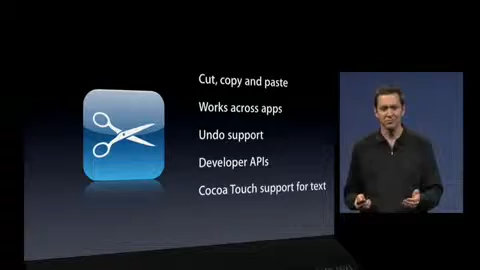 Cut, copy and paste
Works across apps
Undo support
Developer APIs
Cocoa Touch support for text